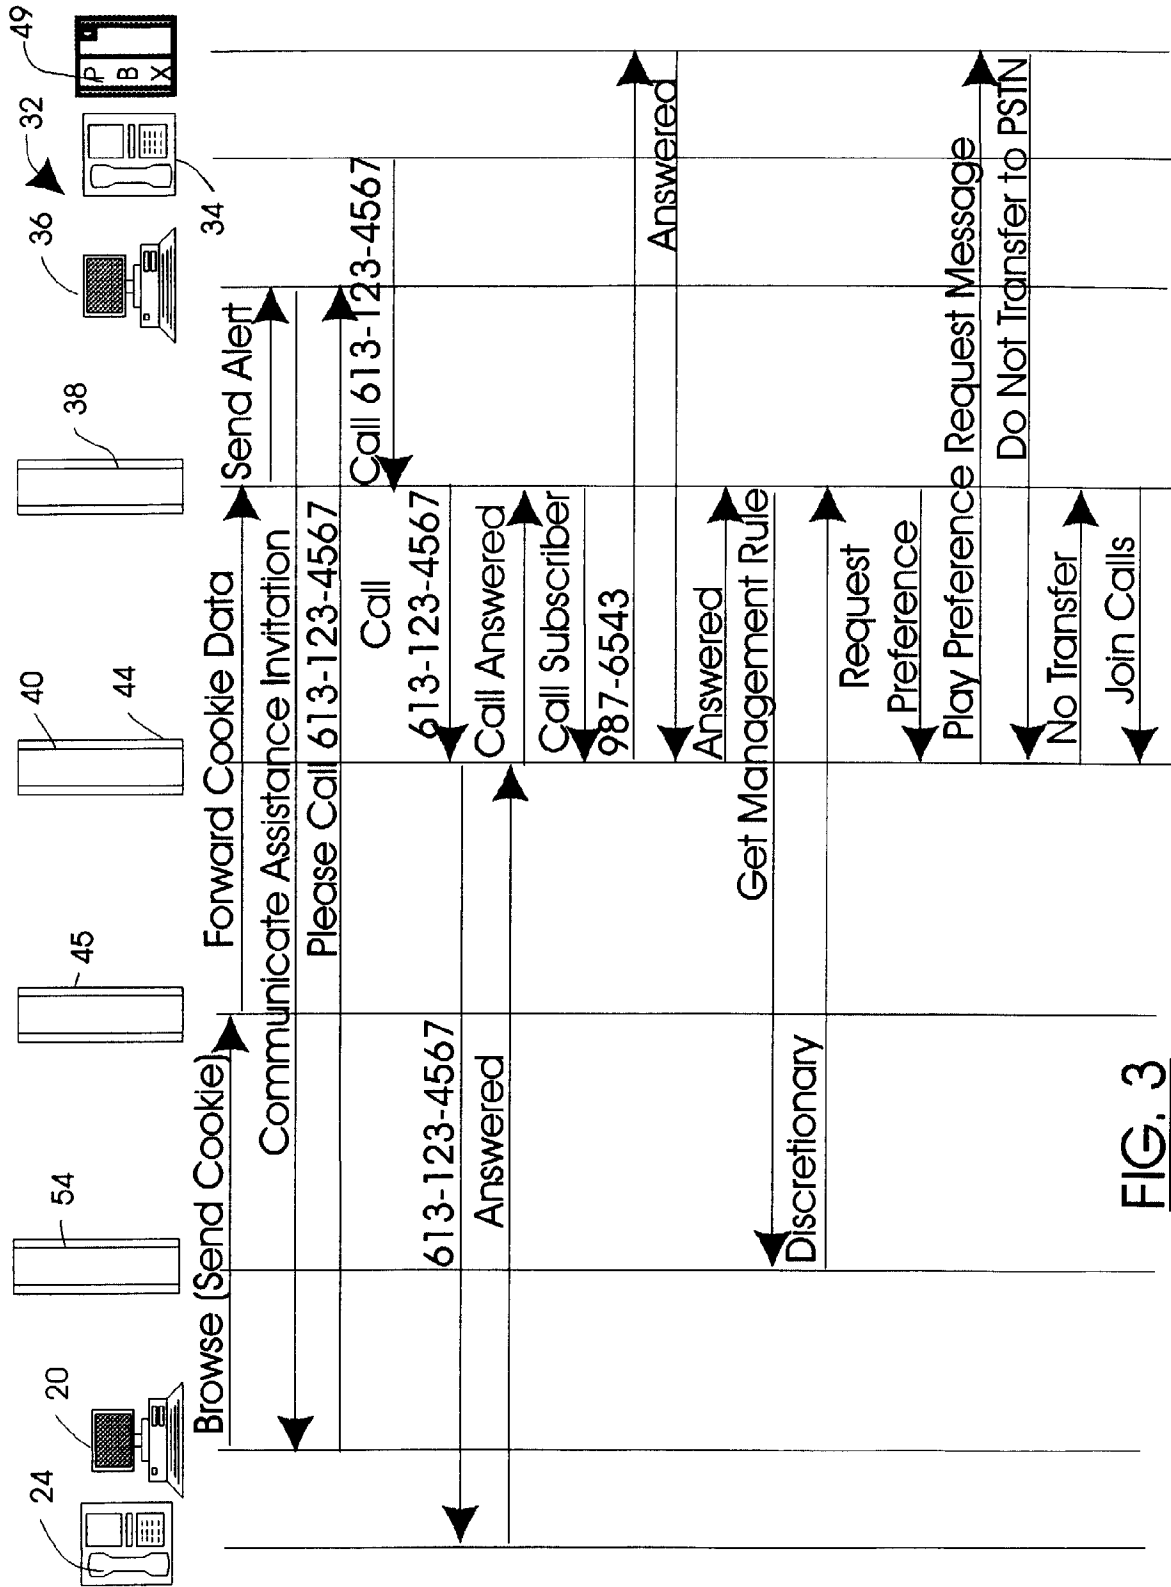 24
20
54
45
40
44
38
36
32
34
49
P
B
X
Browse (Send Cookie)
Forward Cookie Data
Send Alert
Communicate Assistance Invitation
Please Call 613-123-4567
Call 613-123-4567
Call
613-123-4567
613-123-4567
Call Answered
Answered
Call Subscriber
987-6543
Answered
Answered
Get Management Rule
Discretionary
Request
Preference
Play Preference Request Message
Do Not Transfer to PSTN
No Transfer
Join Calls
FIG. 3